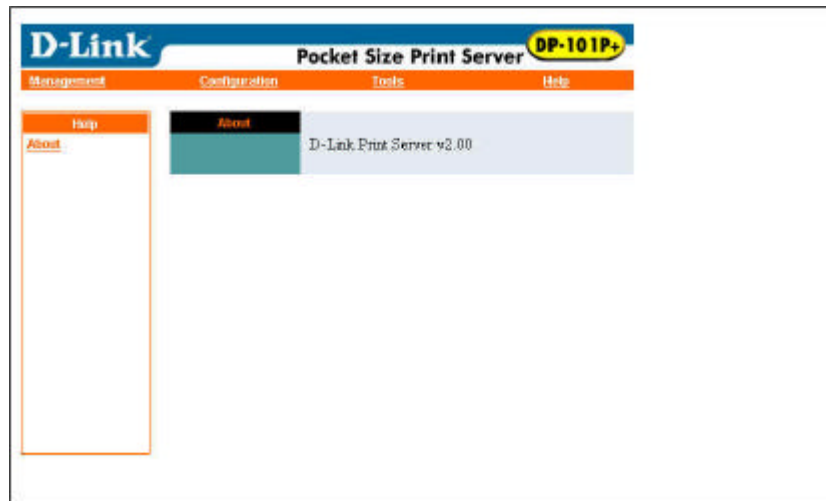 D-Link
Pocket Size Print Server DP-101P+
Management Configuration Tools Help
Help
About
About
D-Link Print Server v2.00